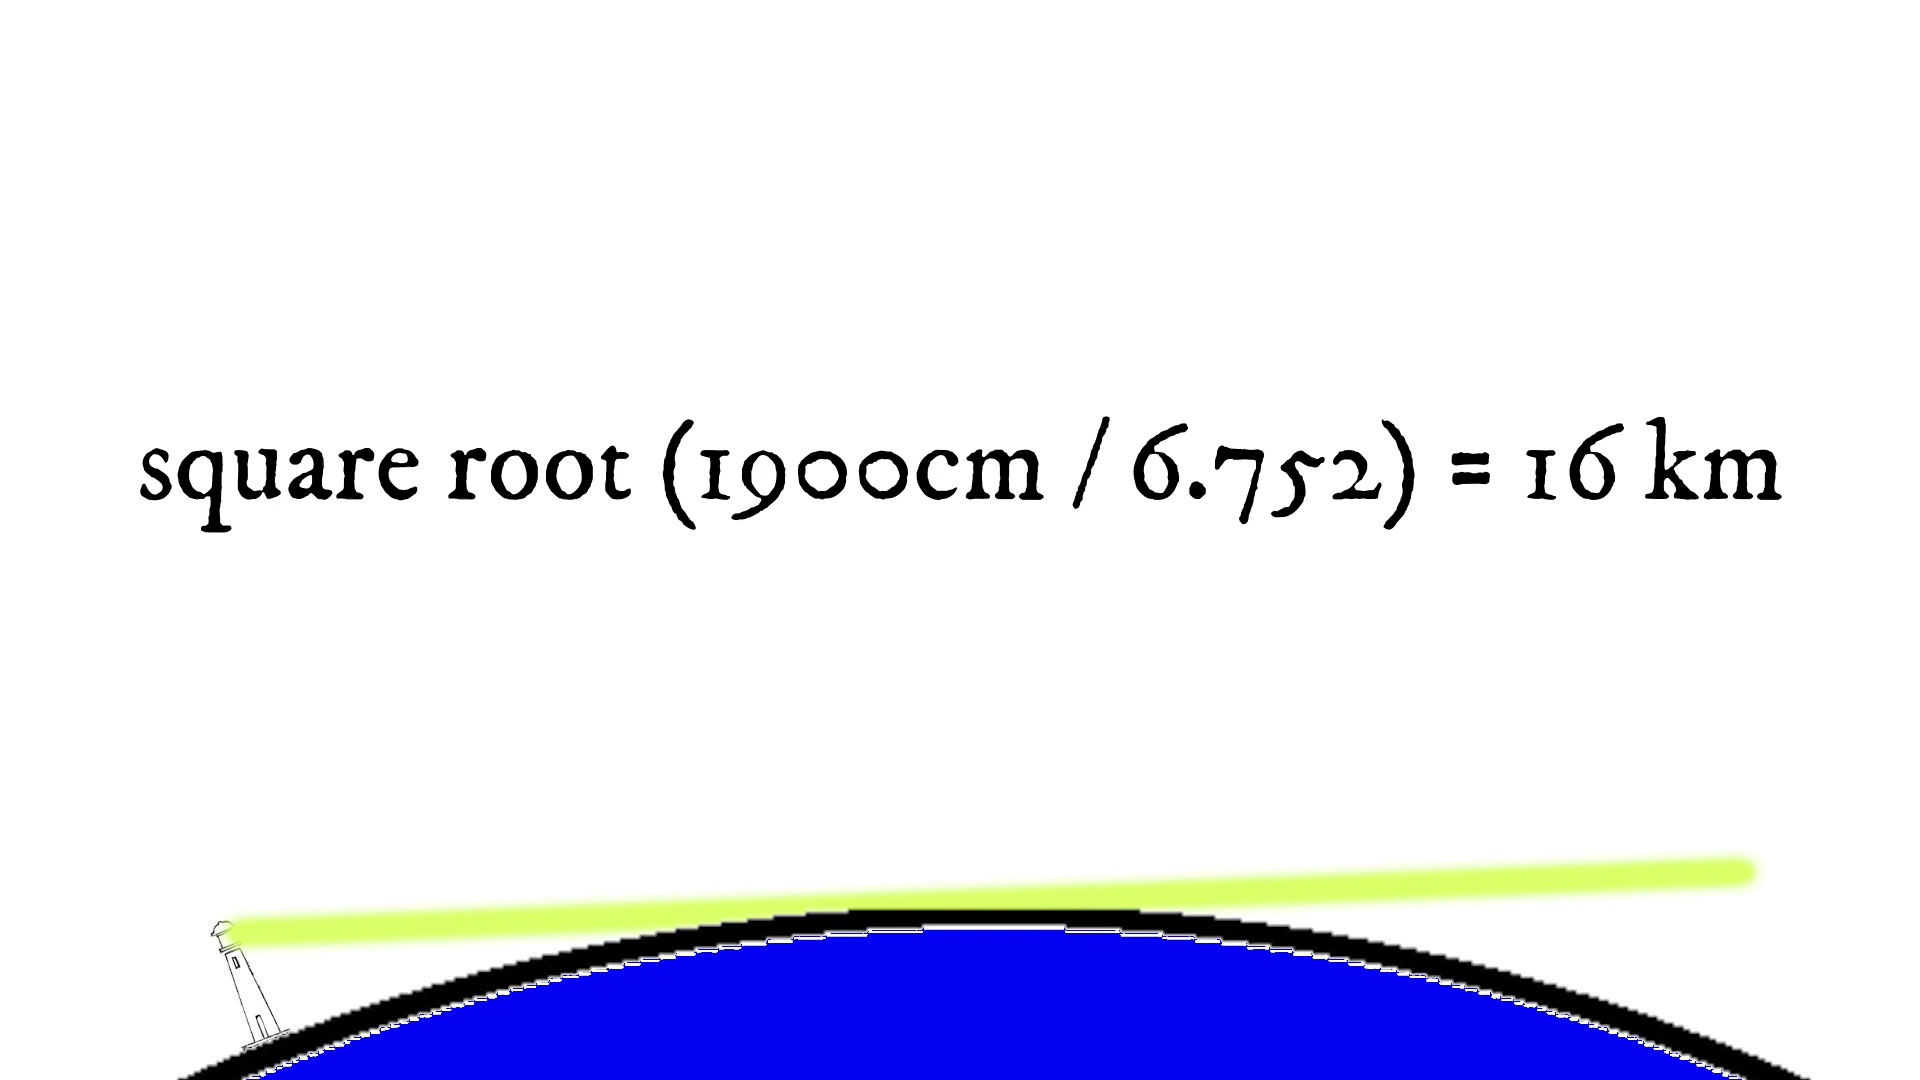 square root (1900cm / 6.752) = 16 km